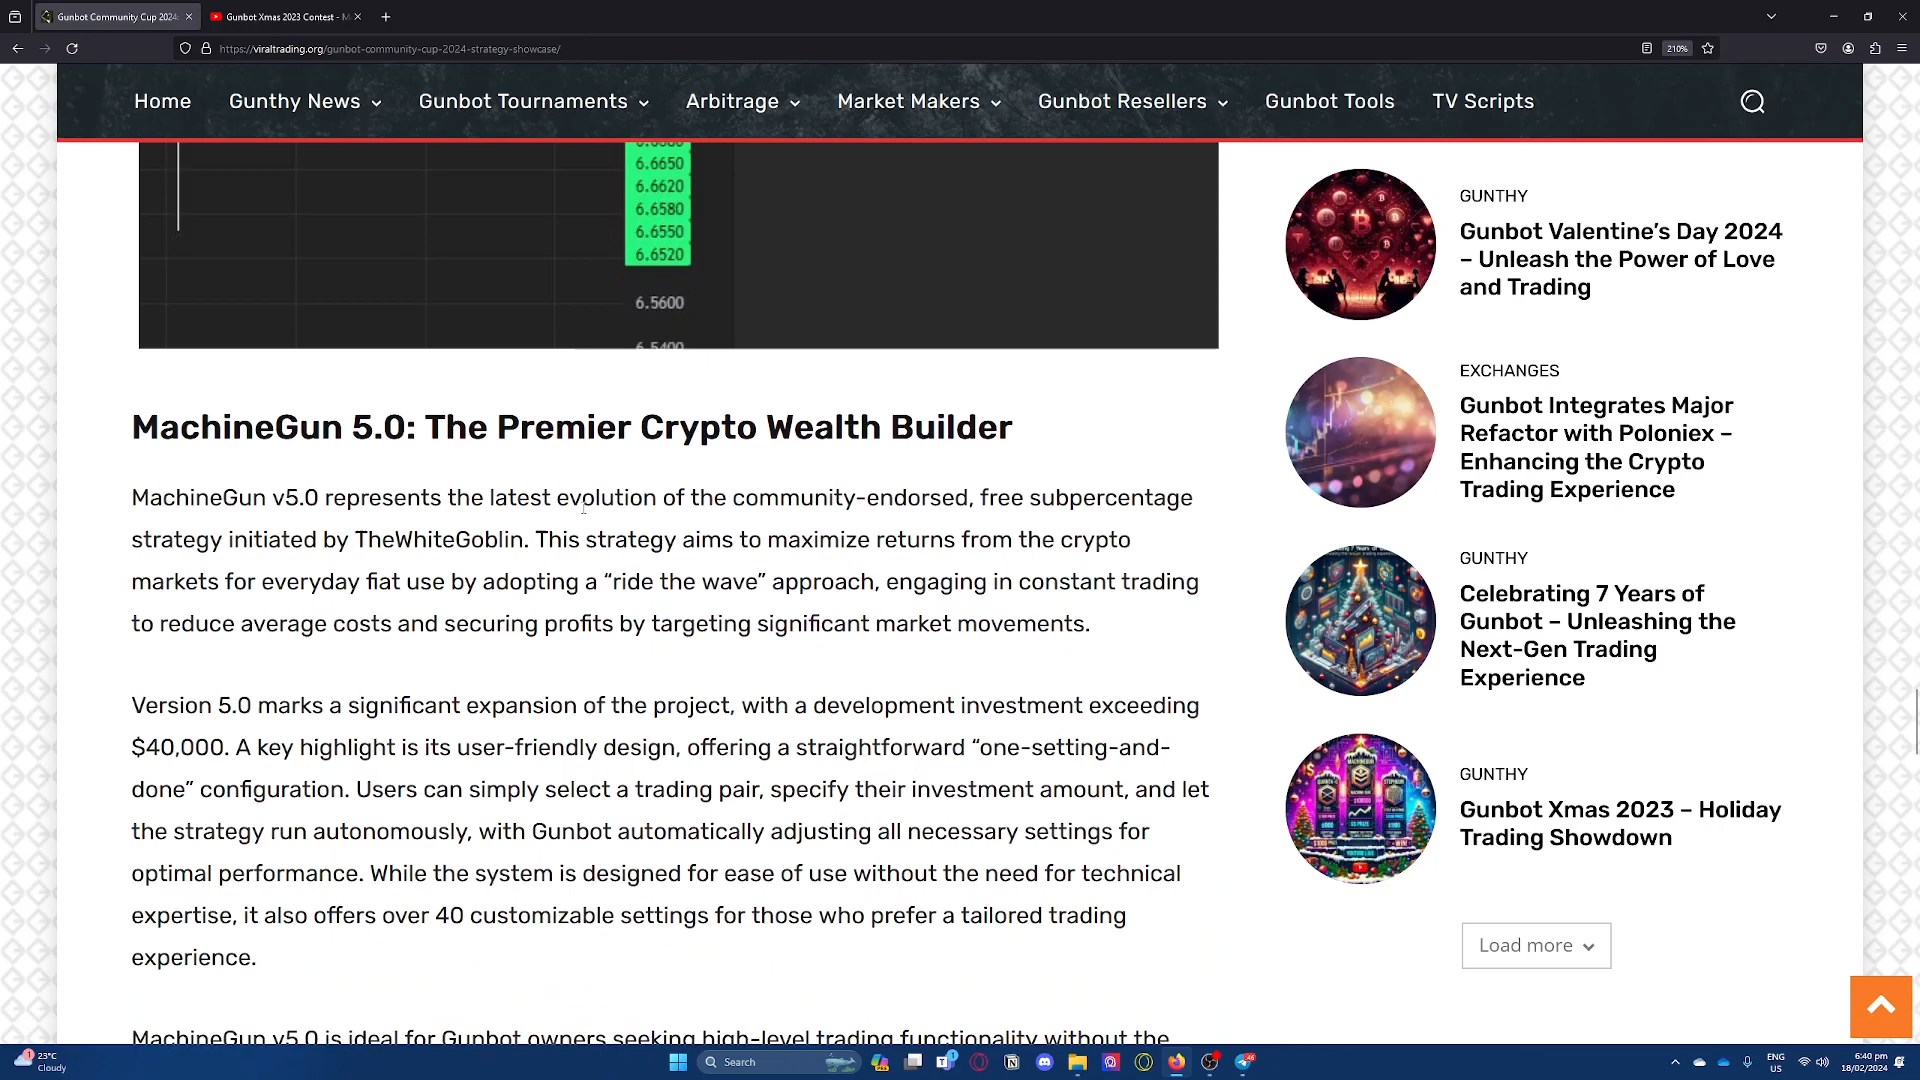 Gunbot Community Cup 2024:
Gunbot Xmas 2023 Contest - M
https://viraltrading.org/gunbot-community-cup-2024-strategy-showcase/
210%
Home
Gunthy News
Gunbot Tournaments
Arbitrage
Market Makers
Gunbot Resellers
Gunbot Tools
TV Scripts
6.6650
6.6620
6.6580
6.6550
6.6520
6.5600
6.5400
MachineGun 5.0: The Premier Crypto Wealth Builder
MachineGun v5.0 represents the latest evolution of the community-endorsed, free subpercentage
strategy initiated by TheWhiteGoblin. This strategy aims to maximize returns from the crypto
markets for everyday fiat use by adopting a “ride the wave” approach, engaging in constant trading
to reduce average costs and securing profits by targeting significant market movements.
Version 5.0 marks a significant expansion of the project, with a development investment exceeding
$40,000. A key highlight is its user-friendly design, offering a straightforward “one-setting-and-
done” configuration. Users can simply select a trading pair, specify their investment amount, and let
the strategy run autonomously, with Gunbot automatically adjusting all necessary settings for
optimal performance. While the system is designed for ease of use without the need for technical
expertise, it also offers over 40 customizable settings for those who prefer a tailored trading
experience.
MachineGun v5.0 is ideal for Gunbot owners seeking high-level trading functionality without the
GUNTHY
Gunbot Valentine’s Day 2024
– Unleash the Power of Love
and Trading
EXCHANGES
Gunbot Integrates Major
Refactor with Poloniex –
Enhancing the Crypto
Trading Experience
GUNTHY
Celebrating 7 Years of
Gunbot – Unleashing the
Next-Gen Trading
Experience
GUNTHY
Gunbot Xmas 2023 – Holiday
Trading Showdown
Load more
23°C
Cloudy
Search
ENG
US
6:40 pm
18/02/2024